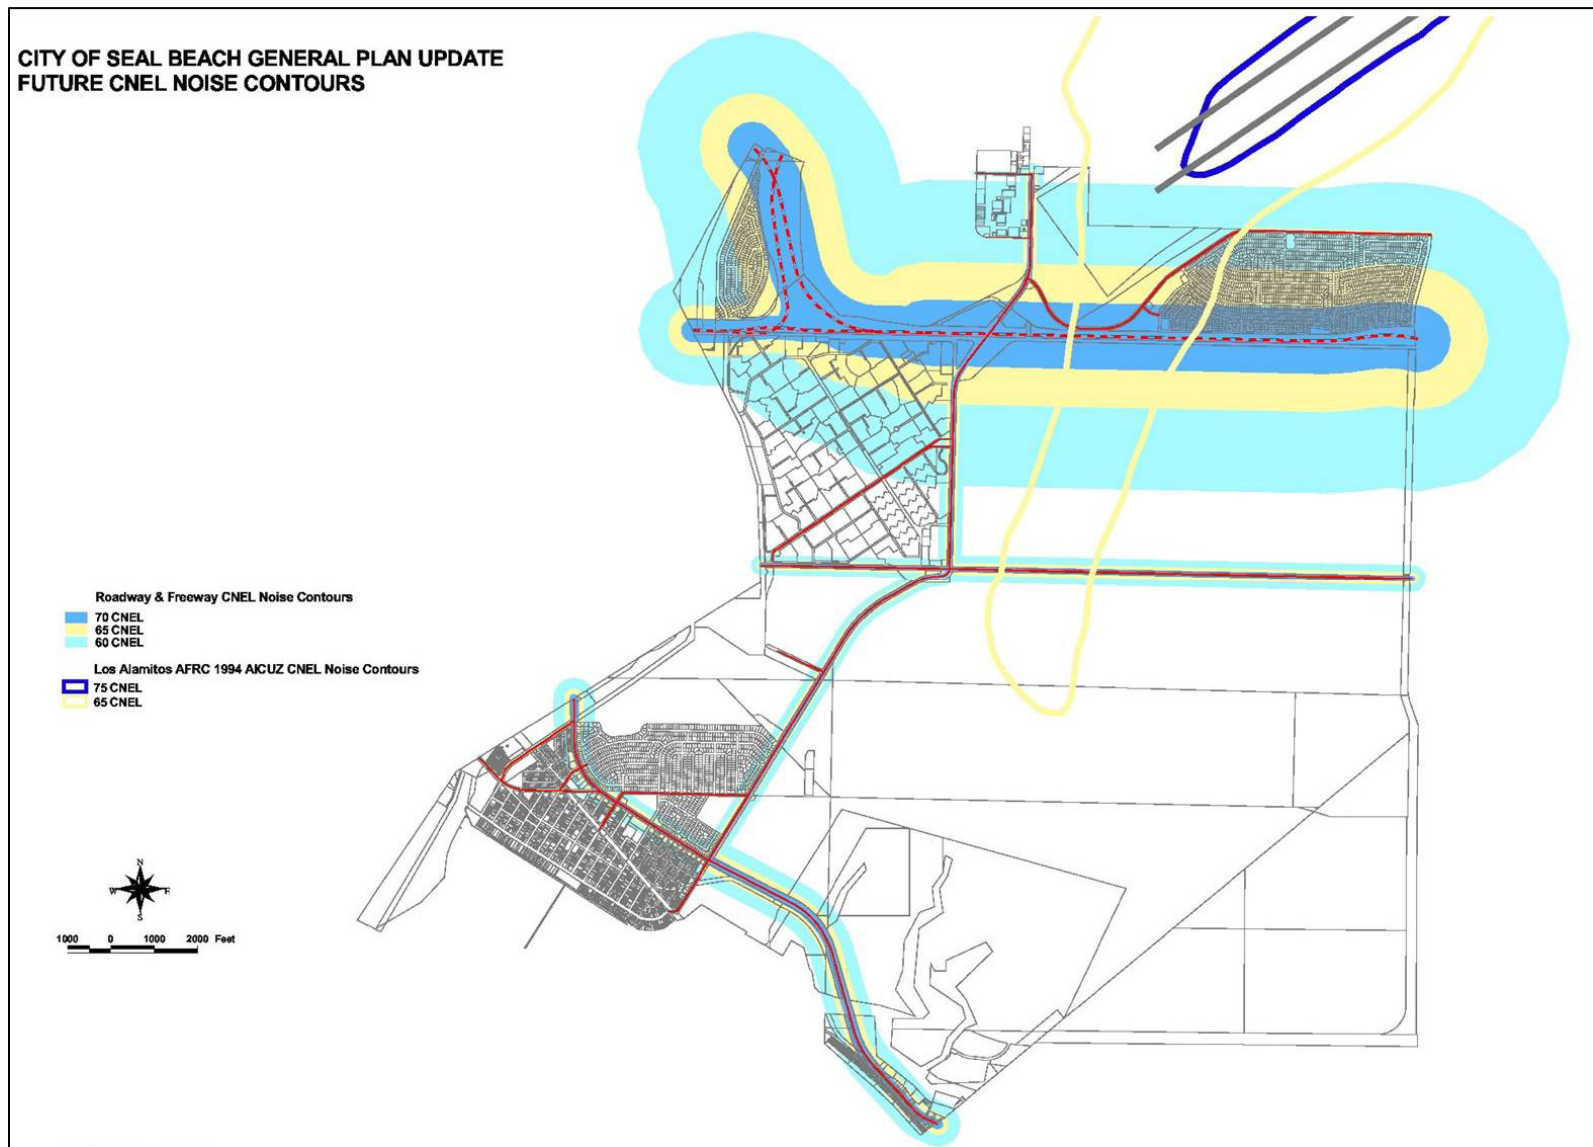 CITY OF SEAL BEACH GENERAL PLAN UPDATE
FUTURE CNEL NOISE CONTOURS
Roadway & Freeway CNEL Noise Contours
70 CNEL
65 CNEL
60 CNEL
Los Alamitos AFRC 1994 AICUZ CNEL Noise Contours
75 CNEL
65 CNEL
N
W E
S
1000 0 1000 2000 Feet